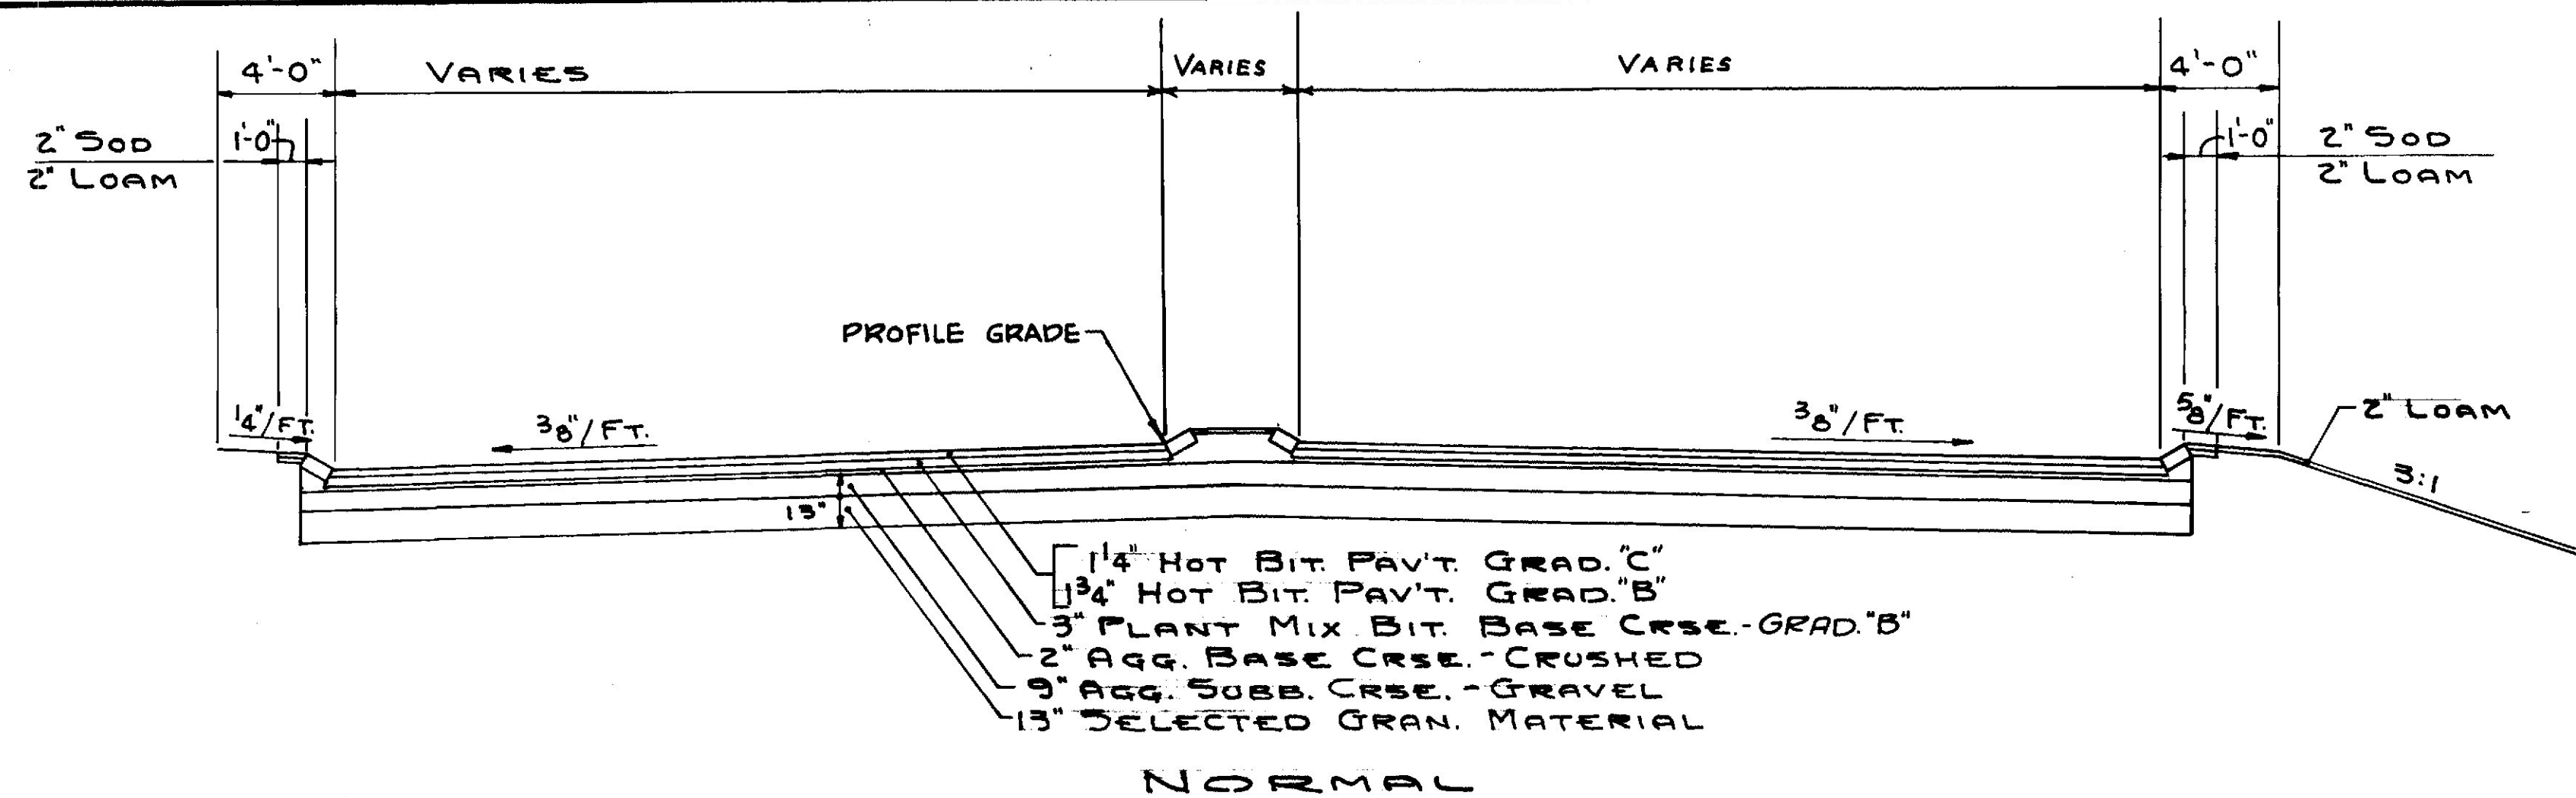 4'-0" VARIES VARIES VARIES 4'-0"
2" SOD 1'-0" 1'-0" 2" SOD
2" LOAM 2" LOAM
PROFILE GRADE
1/4"/FT. 3/8"/FT. 3/8"/FT. 5/8"/FT. 2" LOAM
3:1
13"
1 1/4" HOT BIT. PAV'T. GRAD. "C"
1 3/4" HOT BIT. PAV'T. GRAD. "B"
3" PLANT MIX BIT. BASE CRSE.-GRAD. "B"
2" AGG. BASE CRSE.-CRUSHED
9" AGG. SUBB. CRSE.-GRAVEL
13" SELECTED GRAN. MATERIAL
NORMAL